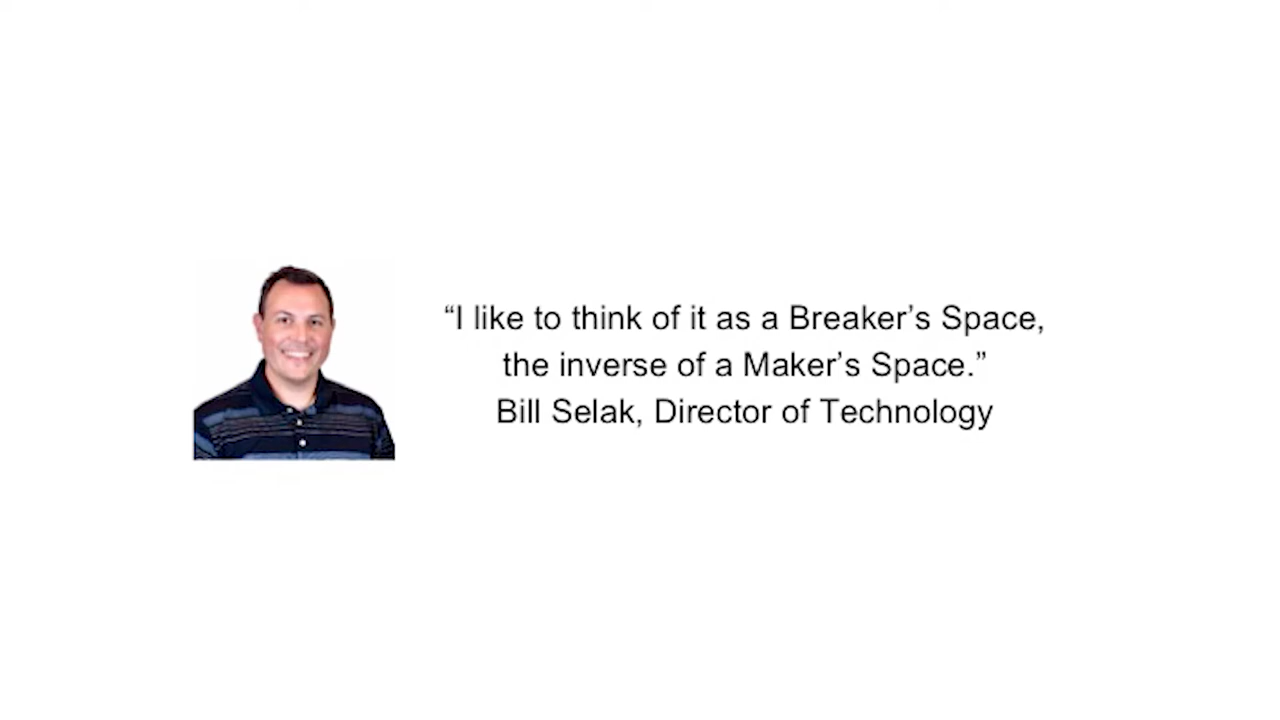 “I like to think of it as a Breaker’s Space,
the inverse of a Maker’s Space.”
Bill Selak, Director of Technology